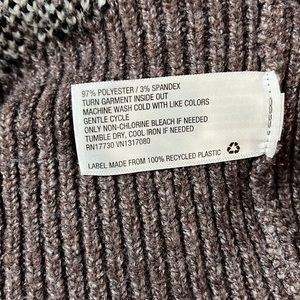 97% POLYESTER / 3% SPANDEX
TURN GARMENT INSIDE OUT
MACHINE WASH COLD WITH LIKE COLORS
GENTLE CYCLE
ONLY NON-CHLORINE BLEACH IF NEEDED
TUMBLE DRY, COOL IRON IF NEEDED
RN17730 VN1317080
LABEL MADE FROM 100% RECYCLED PLASTIC